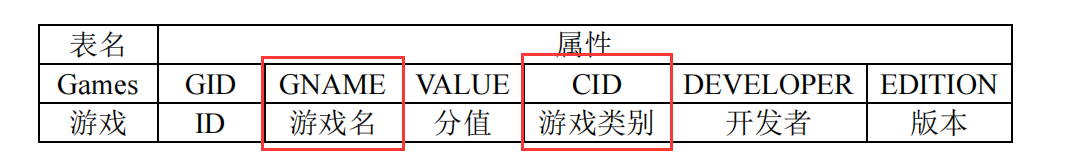 表名 属性
Games GID GNAME VALUE CID DEVELOPER EDITION
游戏 ID 游戏名 分值 游戏类别 开发者 版本